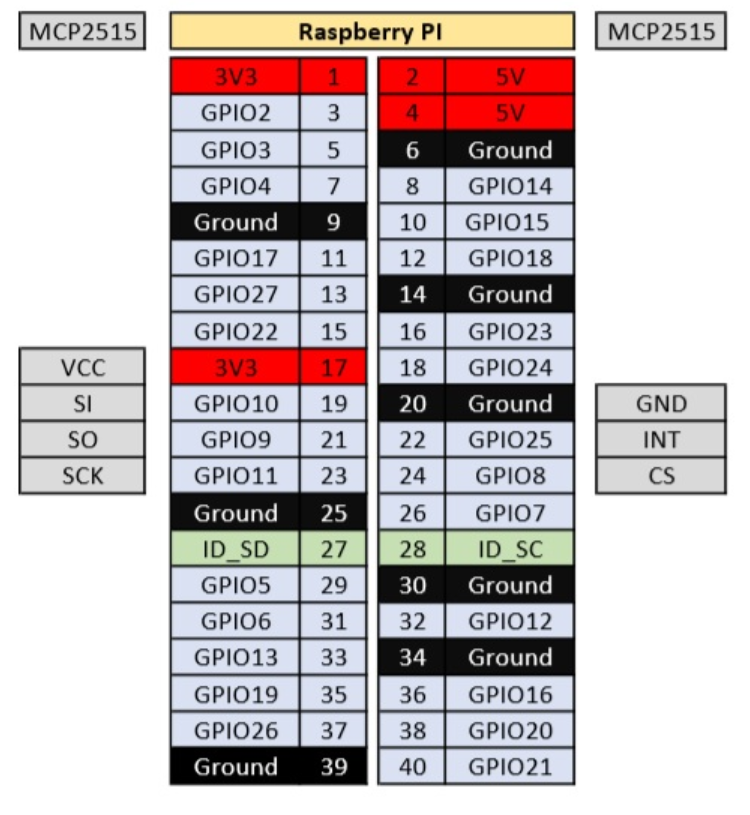 MCP2515 Raspberry PI MCP2515
3V3 1 2 5V
GPIO2 3 4 5V
GPIO3 5 6 Ground
GPIO4 7 8 GPIO14
Ground 9 10 GPIO15
GPIO17 11 12 GPIO18
GPIO27 13 14 Ground
GPIO22 15 16 GPIO23
VCC 3V3 17 18 GPIO24
SI GPIO10 19 20 Ground GND
SO GPIO9 21 22 GPIO25 INT
SCK GPIO11 23 24 GPIO8 CS
Ground 25 26 GPIO7
ID_SD 27 28 ID_SC
GPIO5 29 30 Ground
GPIO6 31 32 GPIO12
GPIO13 33 34 Ground
GPIO19 35 36 GPIO16
GPIO26 37 38 GPIO20
Ground 39 40 GPIO21